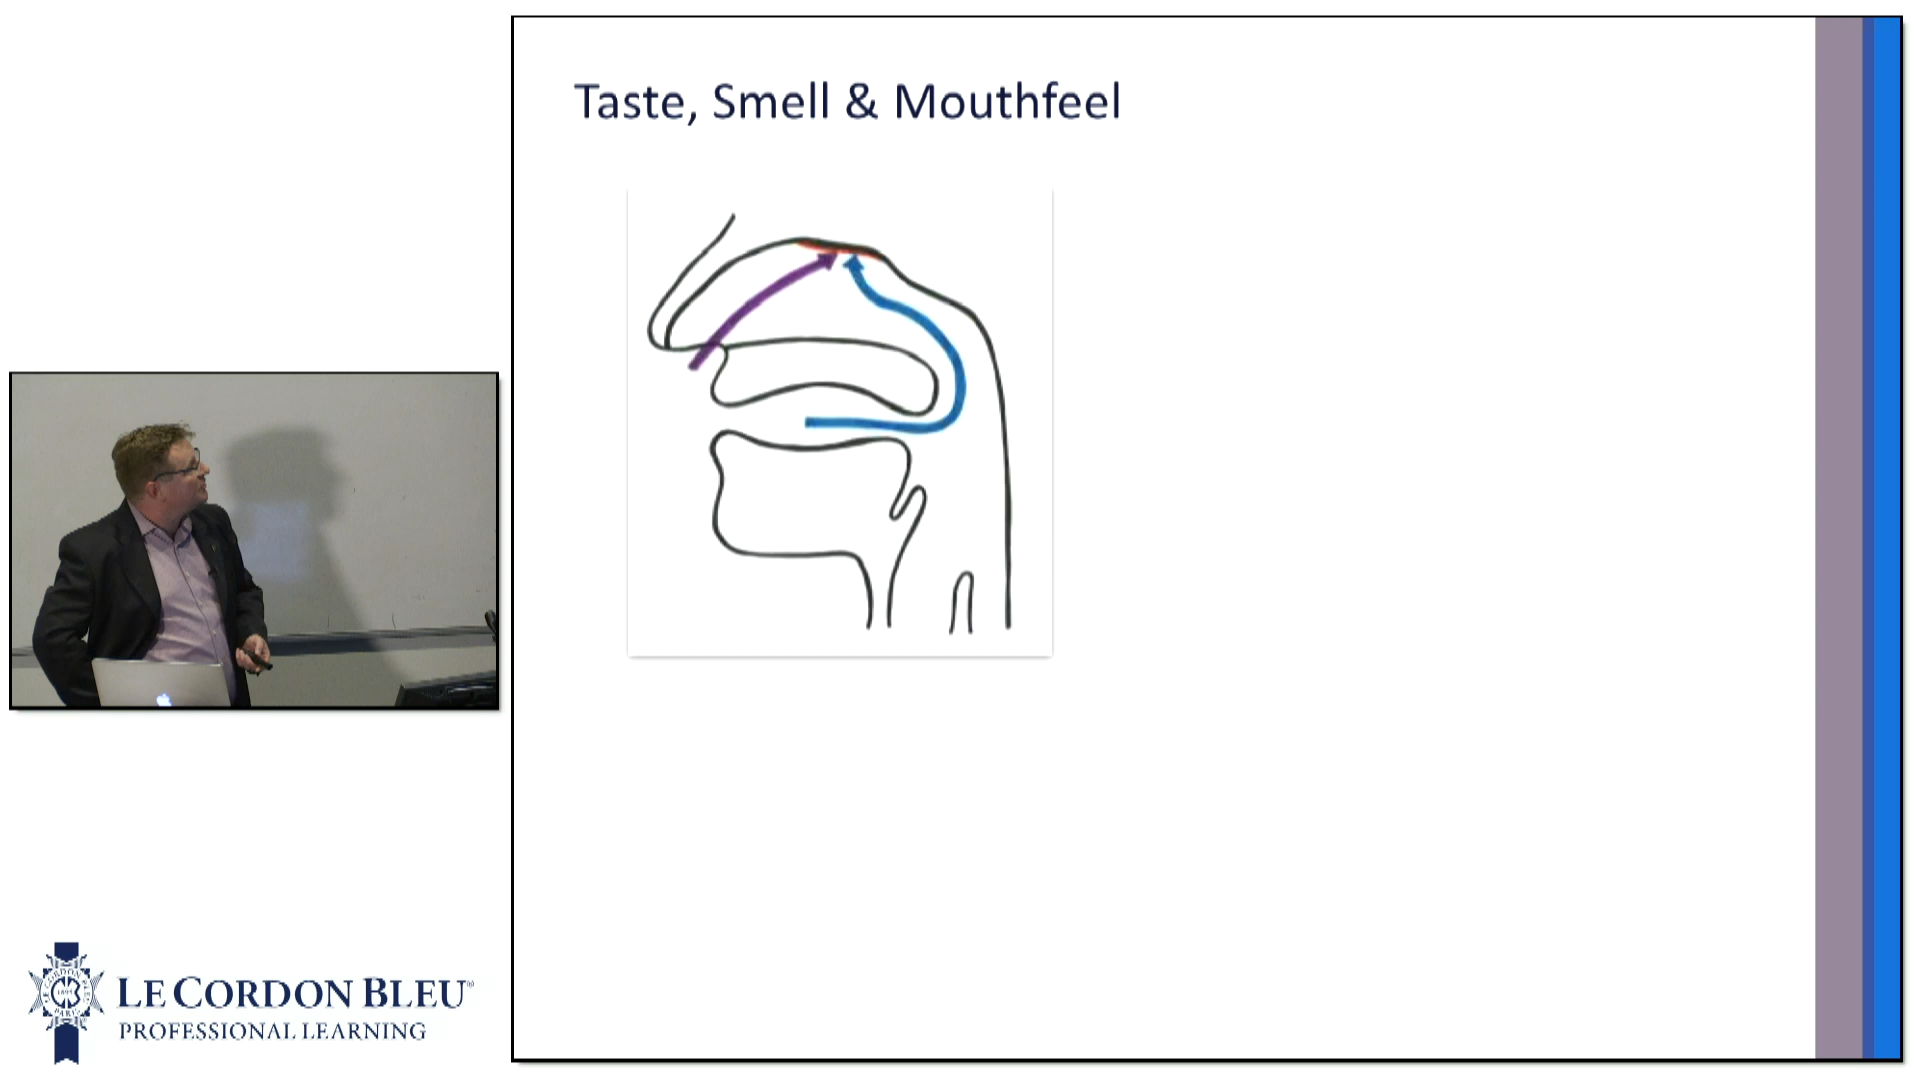 Taste, Smell & Mouthfeel
LE CORDON BLEU®
PROFESSIONAL LEARNING